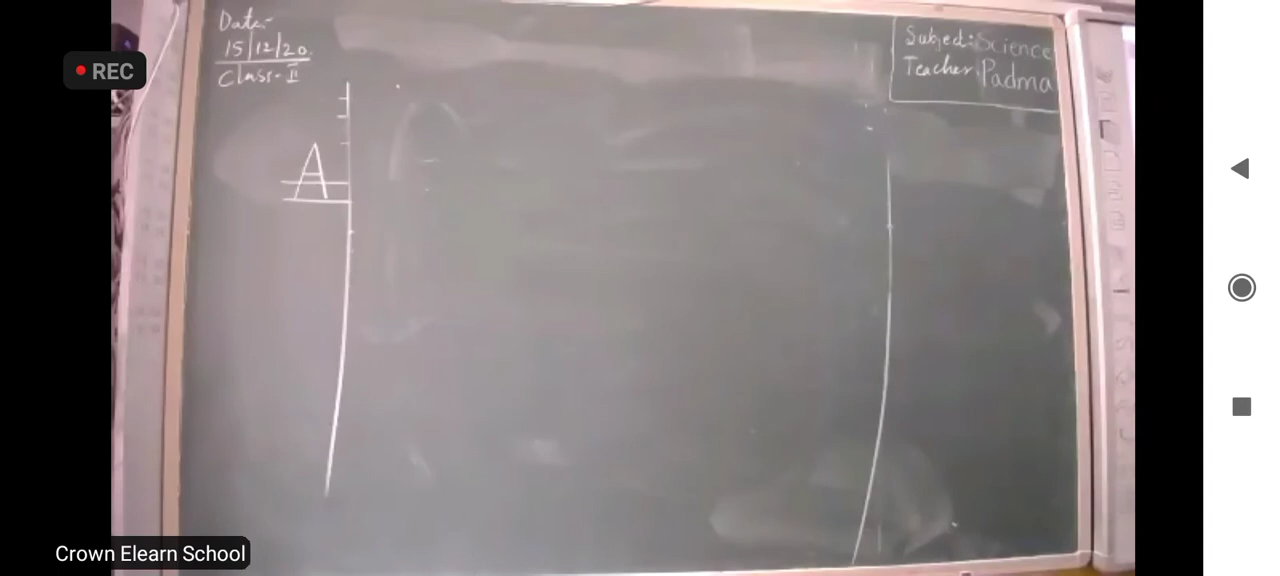 Date:-
15/12/20.
Class-II
Subject:Science
Teacher:Padma
REC
A
Crown Elearn School